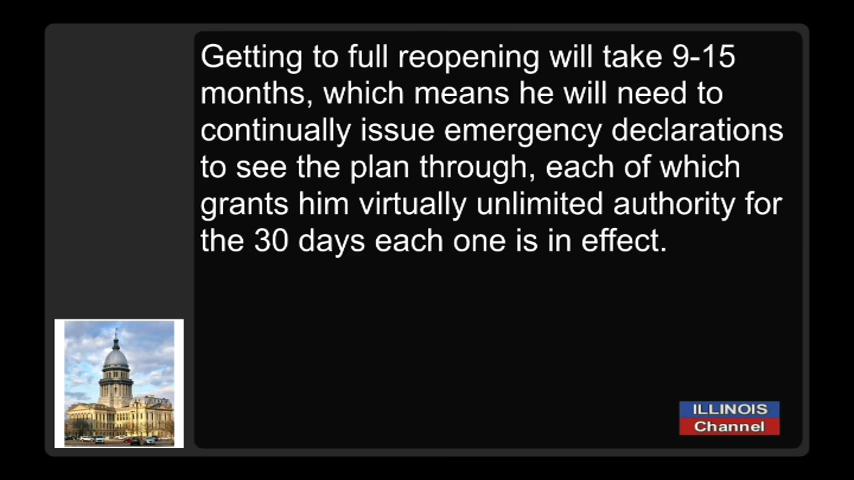 Getting to full reopening will take 9-15
months, which means he will need to
continually issue emergency declarations
to see the plan through, each of which
grants him virtually unlimited authority for
the 30 days each one is in effect.
ILLINOIS
Channel